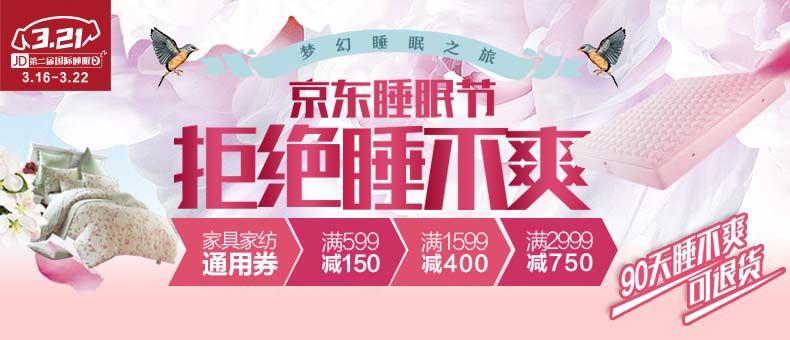 3.21
JD第二届国际睡眠D
3.16-3.22
梦幻睡眠之旅
京东睡眠节
拒绝睡不爽
家具家纺
通用券
满599
减150
满1599
减400
满2999
减750
90天睡不爽
可退货